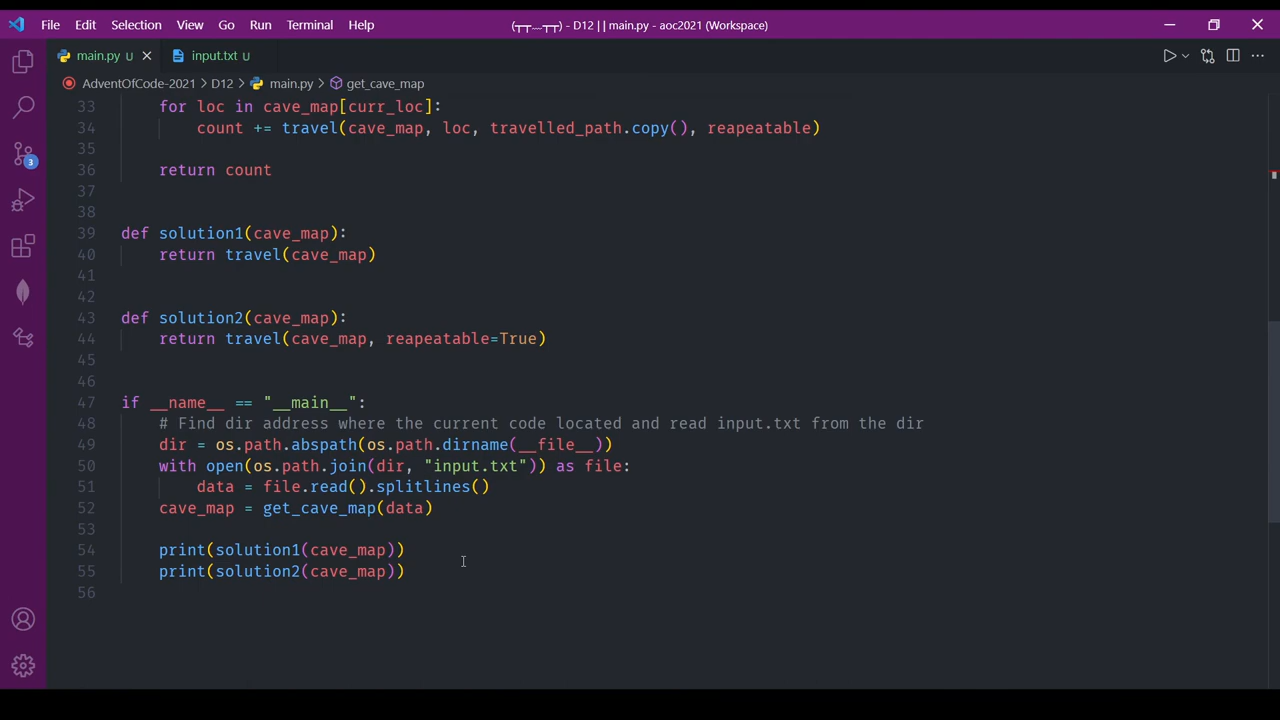 File Edit Selection View Go Run Terminal Help (┬┬﹏┬┬) - D12 | | main.py - aoc2021 (Workspace)
main.py U input.txt U
AdventOfCode-2021 > D12 > main.py > get_cave_map
33 for loc in cave_map[curr_loc]:
34 count += travel(cave_map, loc, travelled_path.copy(), reapeatable)
35
36 return count
37
38
39 def solution1(cave_map):
40 return travel(cave_map)
41
42
43 def solution2(cave_map):
44 return travel(cave_map, reapeatable=True)
45
46
47 if __name__ == "__main__":
48 # Find dir address where the current code located and read input.txt from the dir
49 dir = os.path.abspath(os.path.dirname(__file__))
50 with open(os.path.join(dir, "input.txt")) as file:
51 data = file.read().splitlines()
52 cave_map = get_cave_map(data)
53
54 print(solution1(cave_map))
55 print(solution2(cave_map))
56
3